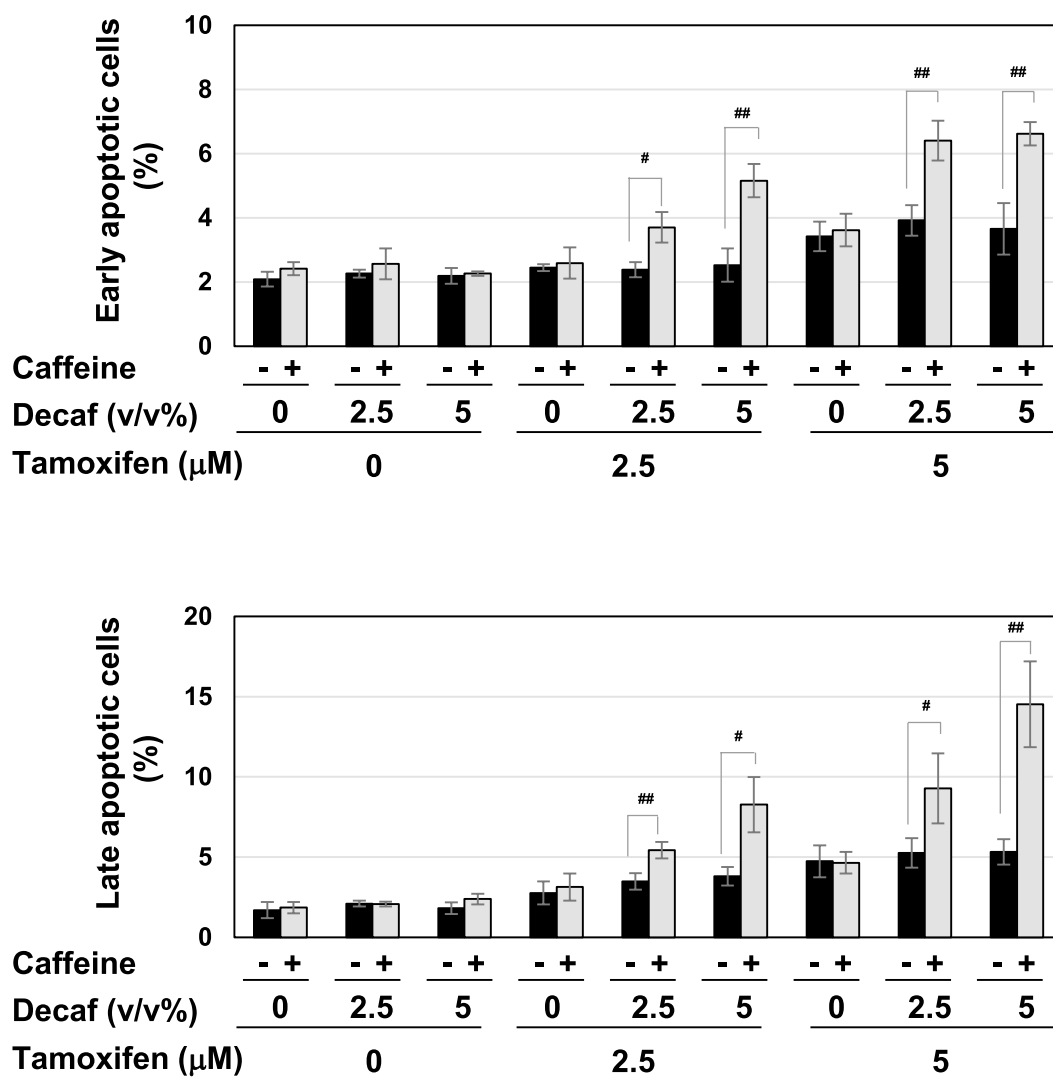 Early apoptotic cells
(%)
10
8
6
4
2
0
#
##
##
##
Caffeine - + - + - + - + - + - + - + - + - +
Decaf (v/v%) 0 2.5 5 0 2.5 5 0 2.5 5
Tamoxifen (μM) 0 2.5 5
Late apoptotic cells
(%)
20
15
10
5
0
##
#
#
##
Caffeine - + - + - + - + - + - + - + - + - +
Decaf (v/v%) 0 2.5 5 0 2.5 5 0 2.5 5
Tamoxifen (μM) 0 2.5 5